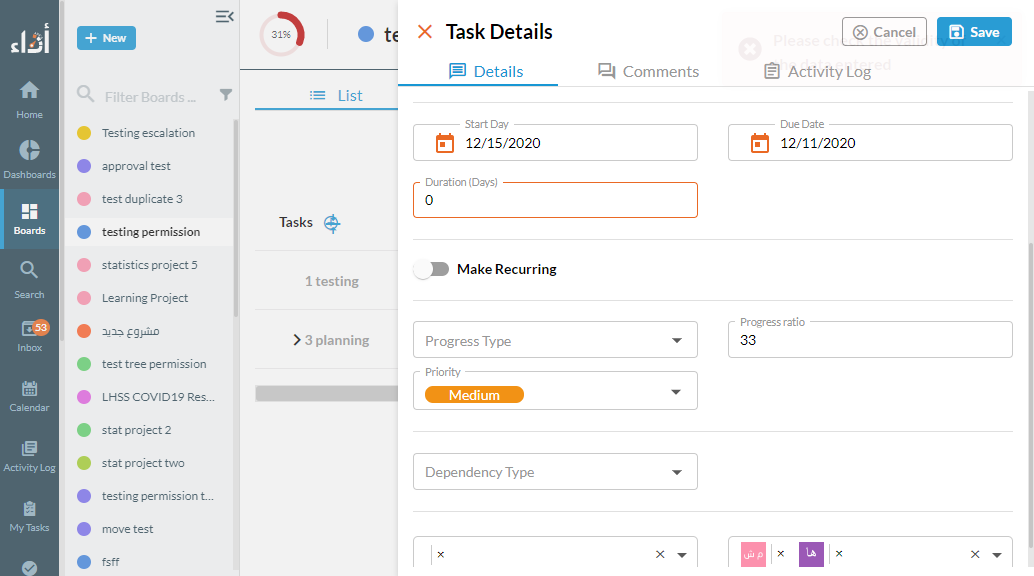 أداء
Home
Dashboards
Boards
Search
53
Inbox
Calendar
Activity Log
My Tasks
+ New
Filter Boards ...
Testing escalation
approval test
test duplicate 3
testing permission
statistics project 5
Learning Project
مشروع جديد
test tree permission
LHSS COVID19 Res...
stat project 2
stat project two
testing permission t...
move test
fsff
31%
te
List
Tasks
1 testing
3 planning
Task Details
Please check the validity of the data entered
Cancel
Save
Details
Comments
Activity Log
Start Day
12/15/2020
Due Date
12/11/2020
Duration (Days)
0
Make Recurring
Progress Type
Progress ratio
33
Priority
Medium
Dependency Type
م ش
هأ